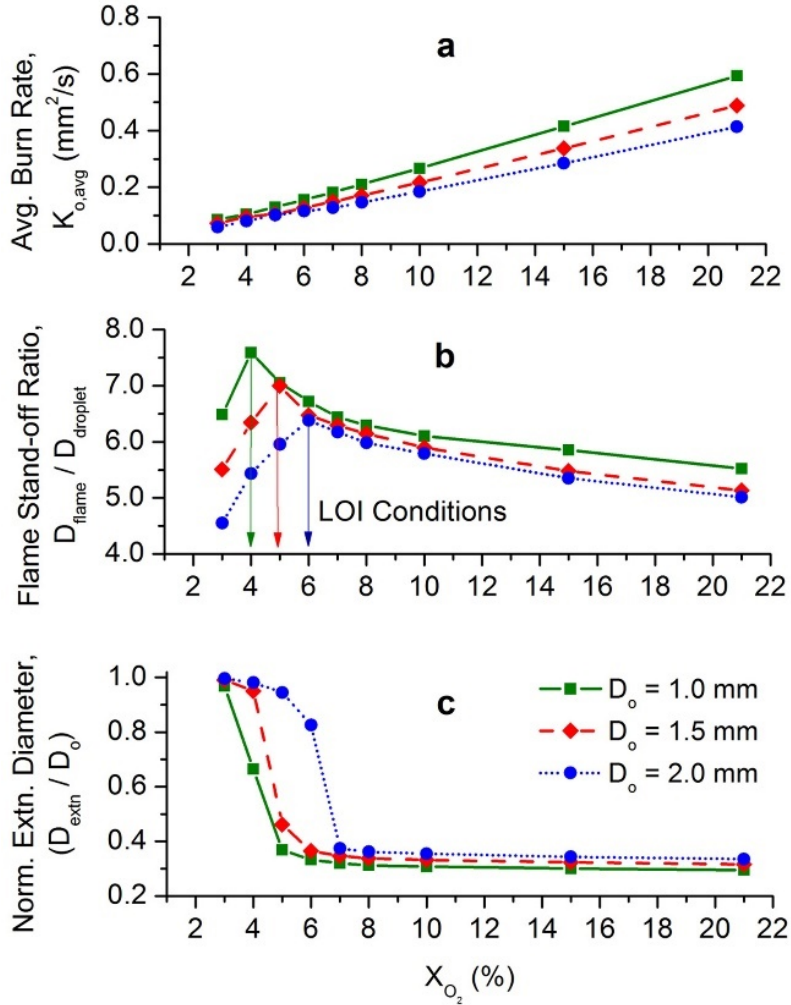 a
Avg. Burn Rate,
K_o,avg (mm²/s)
0.8
0.6
0.4
0.2
0.0
2 4 6 8 10 12 14 16 18 20 22
b
Flame Stand-off Ratio,
D_flame / D_droplet
8.0
7.0
6.0
5.0
4.0
LOI Conditions
2 4 6 8 10 12 14 16 18 20 22
c
Norm. Extn. Diameter,
(D_extn / D_o)
1.0
0.8
0.6
0.4
0.2
D_o = 1.0 mm
D_o = 1.5 mm
D_o = 2.0 mm
2 4 6 8 10 12 14 16 18 20 22
X_O₂ (%)